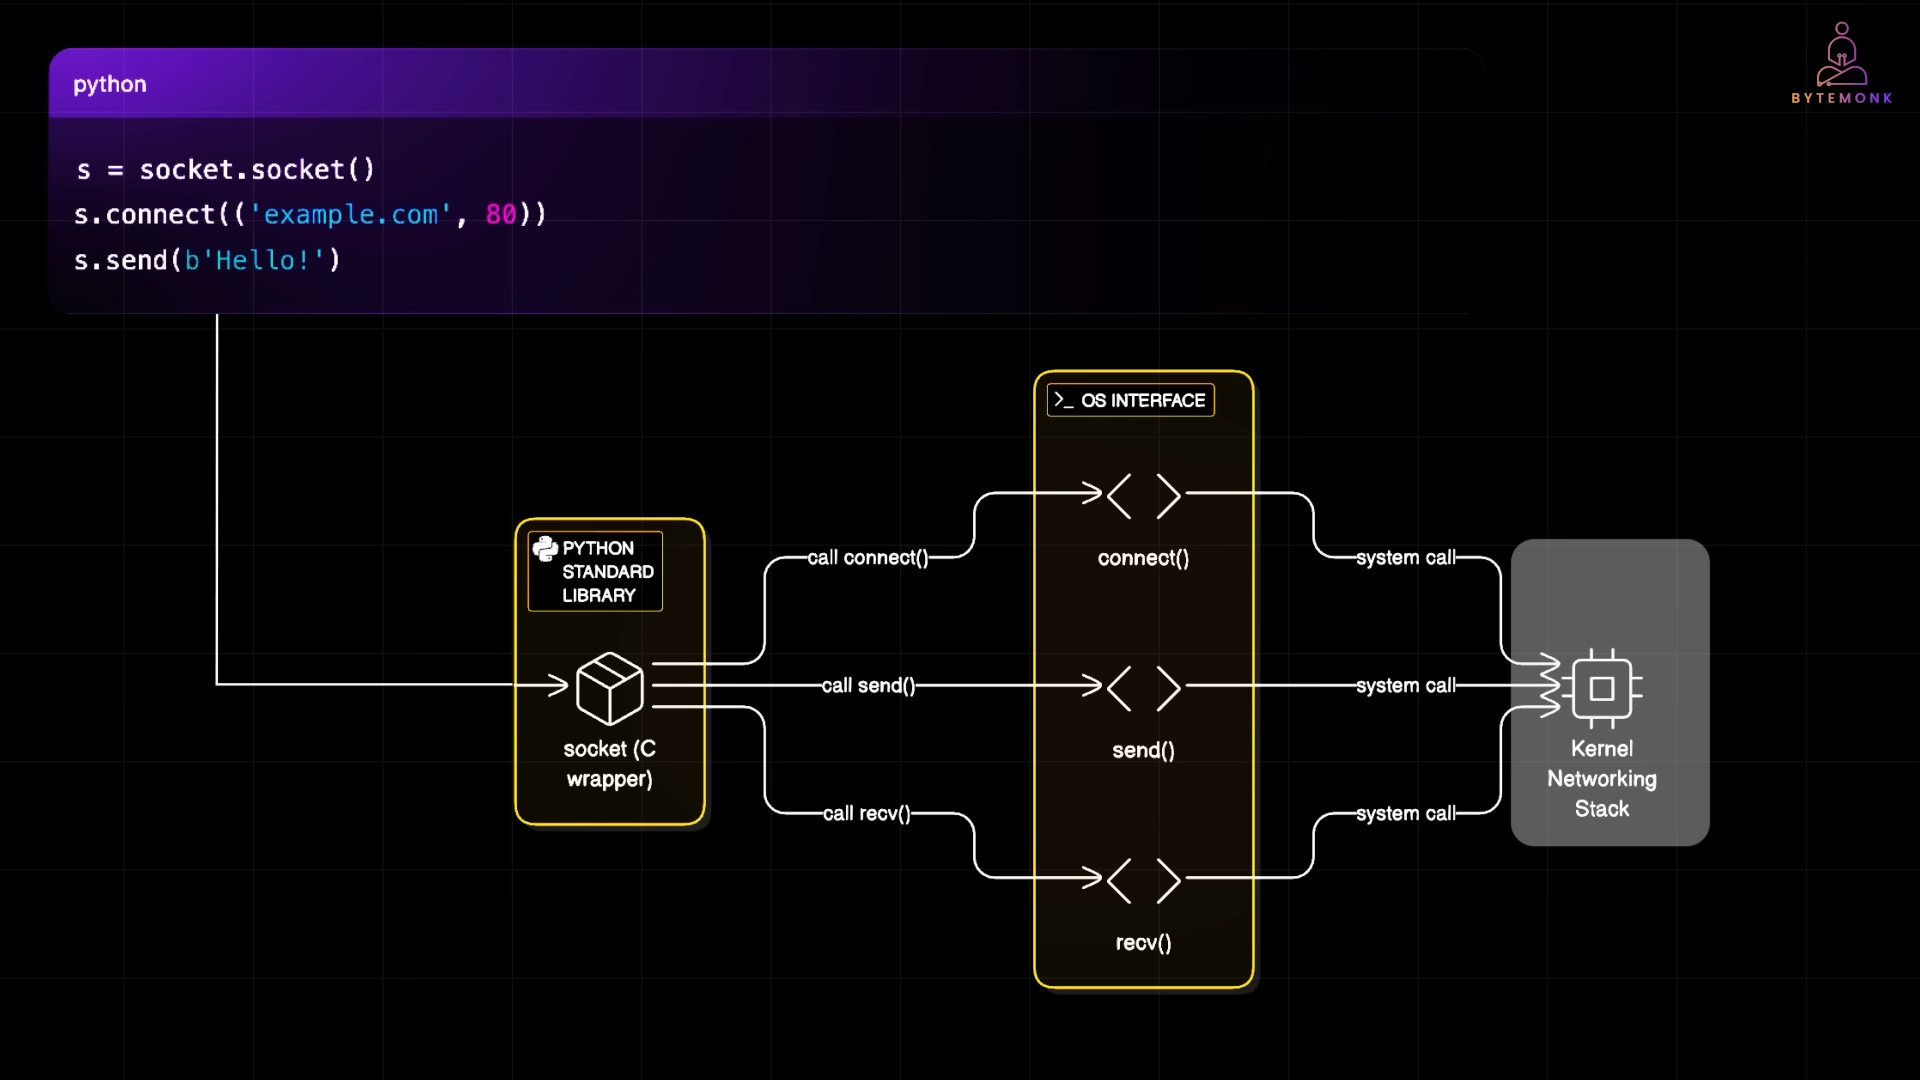 BYTEMONK
python
s = socket.socket()
s.connect(('example.com', 80))
s.send(b'Hello!')
>_ OS INTERFACE
PYTHON
STANDARD
LIBRARY
socket (C
wrapper)
call connect()
call send()
call recv()
connect()
send()
recv()
system call
system call
system call
Kernel
Networking
Stack